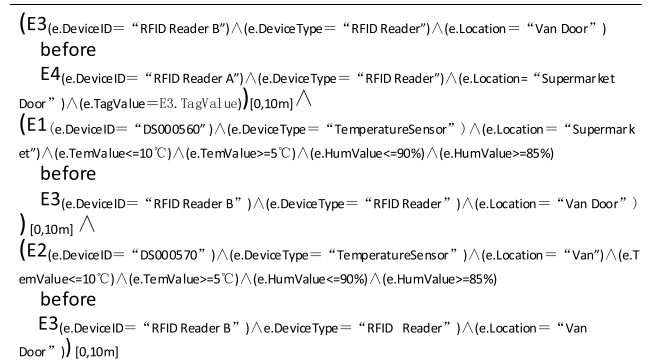 (E3(e.DeviceID=“RFID Reader B”)∧(e.DeviceType=“RFID Reader”)∧(e.Location=“Van Door”)
before
E4(e.DeviceID=“RFID Reader A”)∧(e.DeviceType=“RFID Reader”)∧(e.Location=“Supermarket
Door”)∧(e.TagValue=E3.TagValue))[0,10m] ∧
(E1(e.DeviceID=“DS000560”)∧(e.DeviceType=“TemperatureSensor”)∧(e.Location=“Supermark
et”)∧(e.TemValue<=10℃)∧(e.TemValue>=5℃)∧(e.HumValue<=90%)∧(e.HumValue>=85%)
before
E3(e.DeviceID=“RFID Reader B”)∧(e.DeviceType=“RFID Reader”)∧(e.Location=“Van Door”)
) [0,10m] ∧
(E2(e.DeviceID=“DS000570”)∧(e.DeviceType=“TemperatureSensor”)∧(e.Location=“Van”)∧(e.T
emValue<=10℃)∧(e.TemValue>=5℃)∧(e.HumValue<=90%)∧(e.HumValue>=85%)
before
E3(e.DeviceID=“RFID Reader B”)∧e.DeviceType=“RFID Reader”)∧(e.Location=“Van
Door”)) [0,10m]